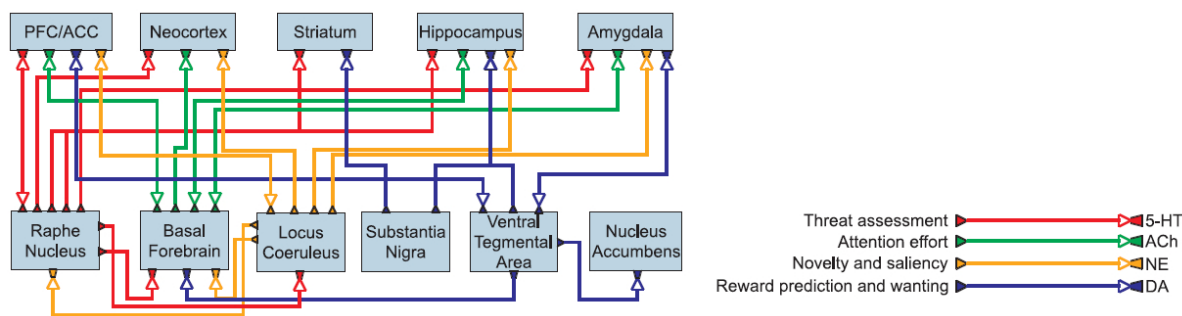 PFC/ACC
Neocortex
Striatum
Hippocampus
Amygdala
Raphe
Nucleus
Basal
Forebrain
Locus
Coeruleus
Substantia
Nigra
Ventral
Tegmental
Area
Nucleus
Accumbens
Threat assessment 5-HT
Attention effort ACh
Novelty and saliency NE
Reward prediction and wanting DA